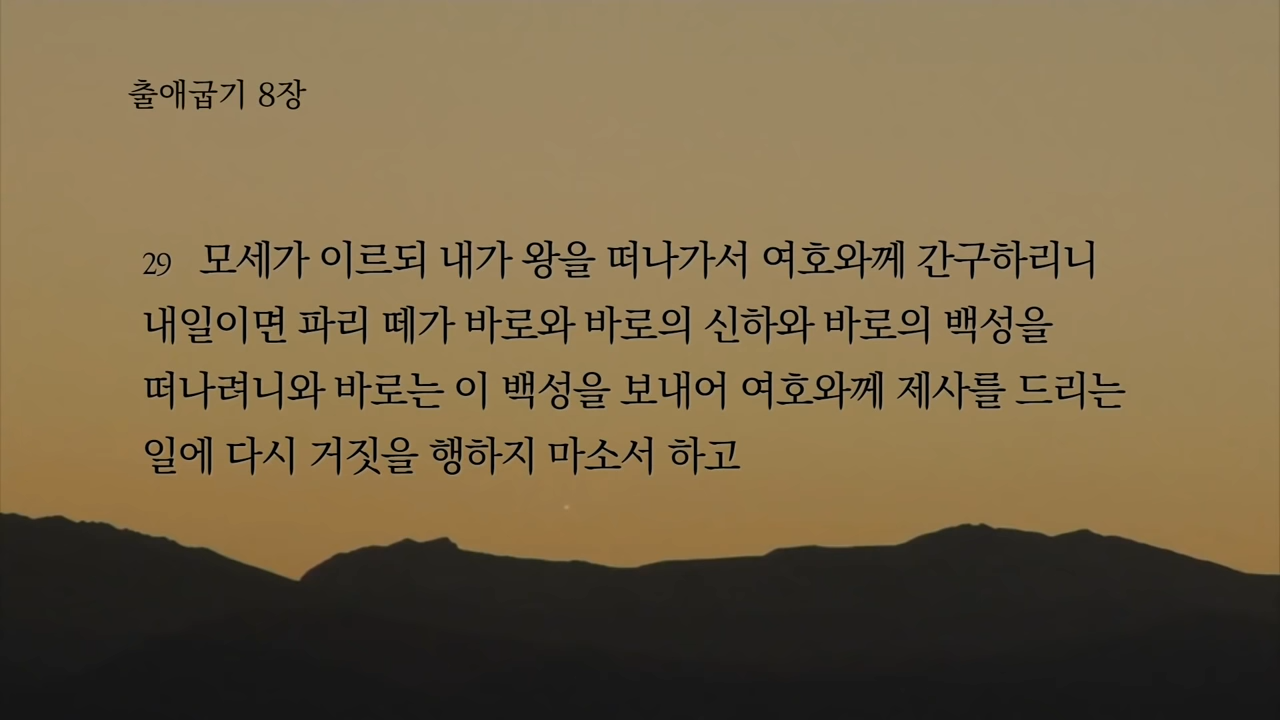 출애굽기 8장
29 모세가 이르되 내가 왕을 떠나가서 여호와께 간구하리니
내일이면 파리 떼가 바로와 바로의 신하와 바로의 백성을
떠나려니와 바로는 이 백성을 보내어 여호와께 제사를 드리는
일에 다시 거짓을 행하지 마소서 하고